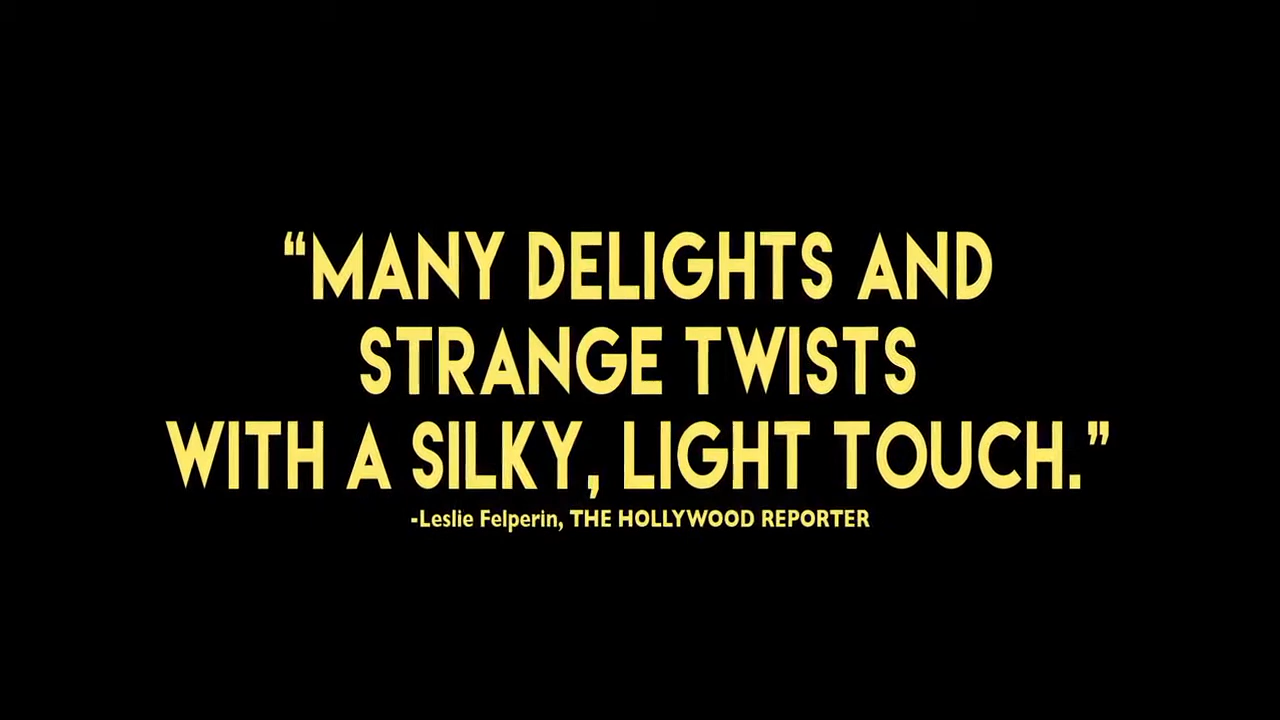 “MANY DELIGHTS AND
STRANGE TWISTS
WITH A SILKY, LIGHT TOUCH.”
-Leslie Felperin, THE HOLLYWOOD REPORTER